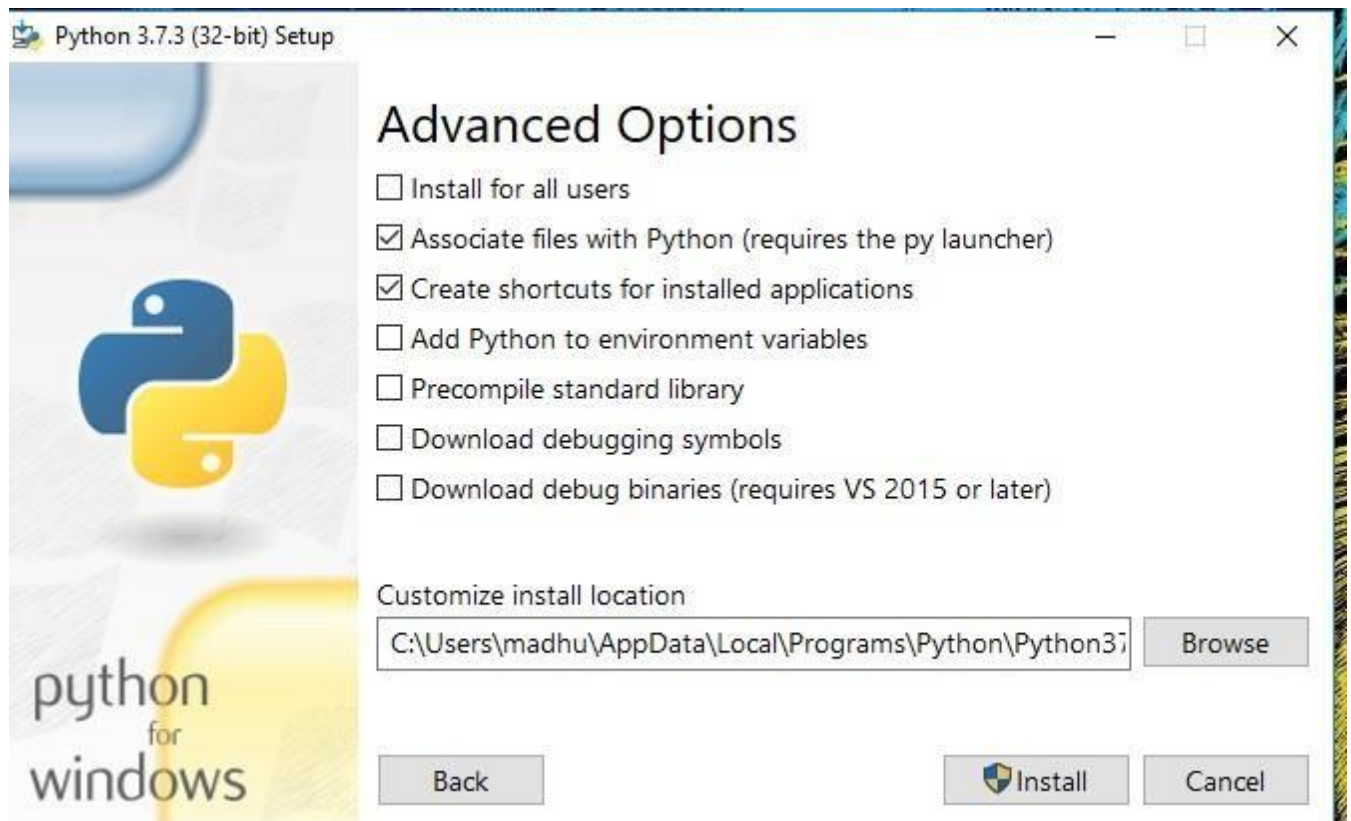 Python 3.7.3 (32-bit) Setup
Advanced Options
Install for all users
Associate files with Python (requires the py launcher)
Create shortcuts for installed applications
Add Python to environment variables
Precompile standard library
Download debugging symbols
Download debug binaries (requires VS 2015 or later)
Customize install location
C:\Users\madhu\AppData\Local\Programs\Python\Python37
Browse
python
for
windows
Back
Install
Cancel